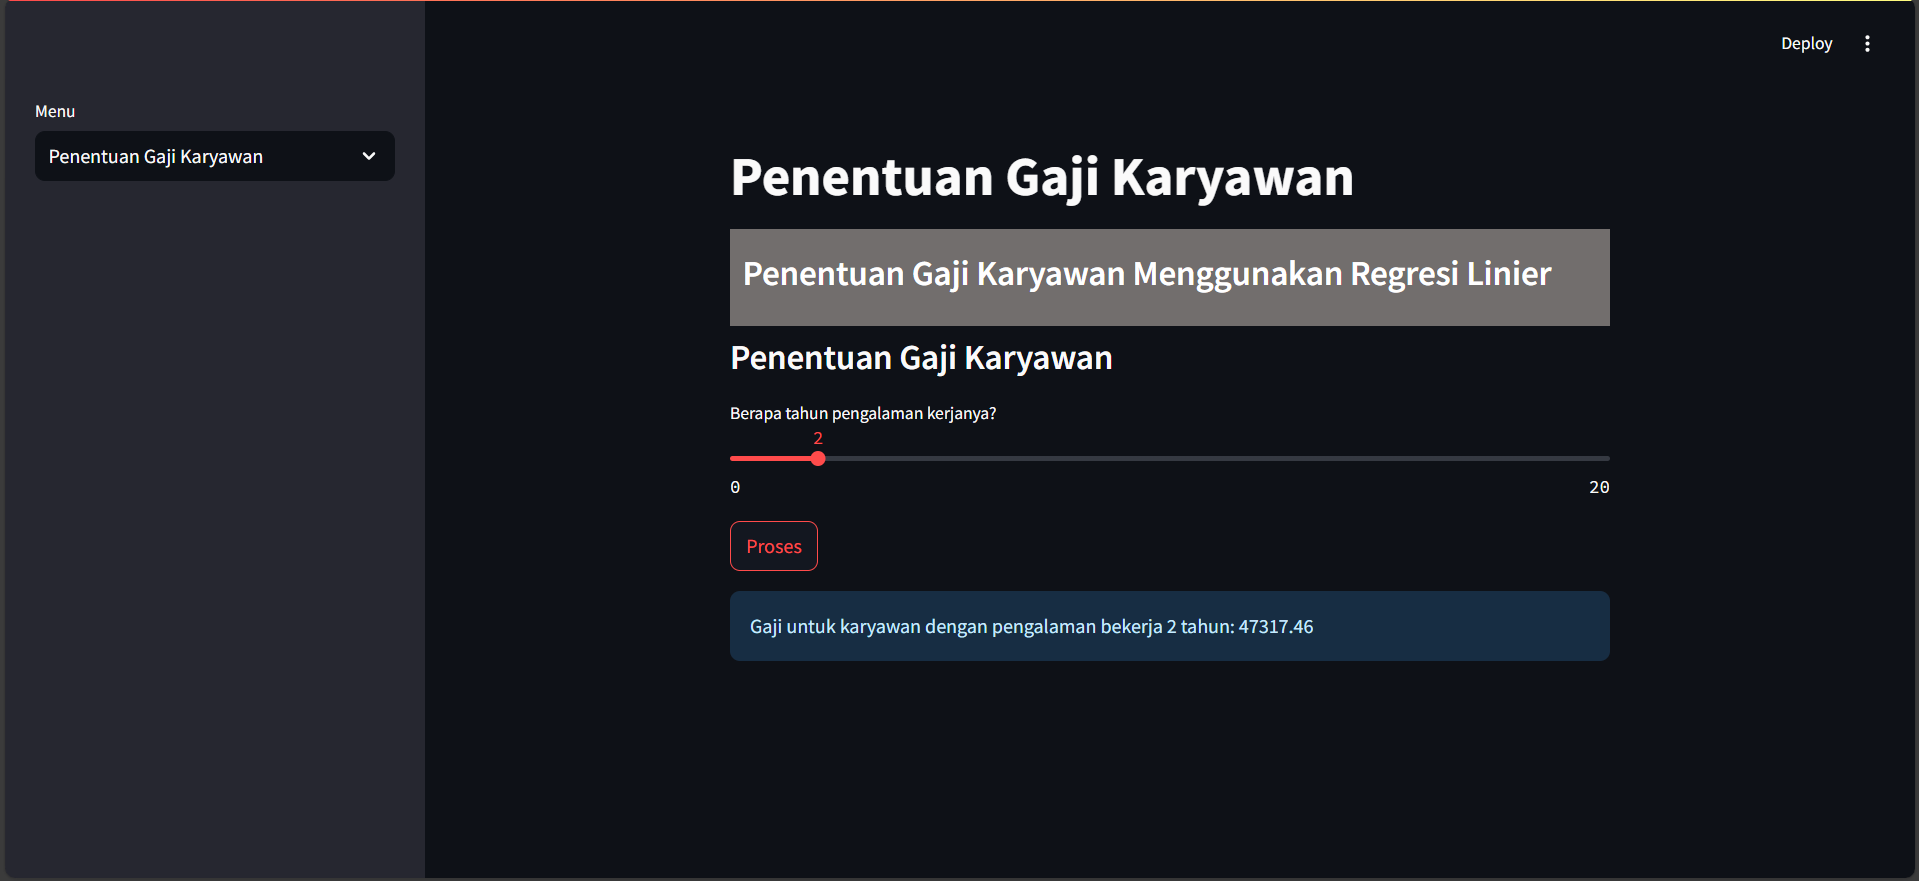 Deploy
Menu
Penentuan Gaji Karyawan
Penentuan Gaji Karyawan
Penentuan Gaji Karyawan Menggunakan Regresi Linier
Penentuan Gaji Karyawan
Berapa tahun pengalaman kerjanya?
2
0 20
Proses
Gaji untuk karyawan dengan pengalaman bekerja 2 tahun: 47317.46